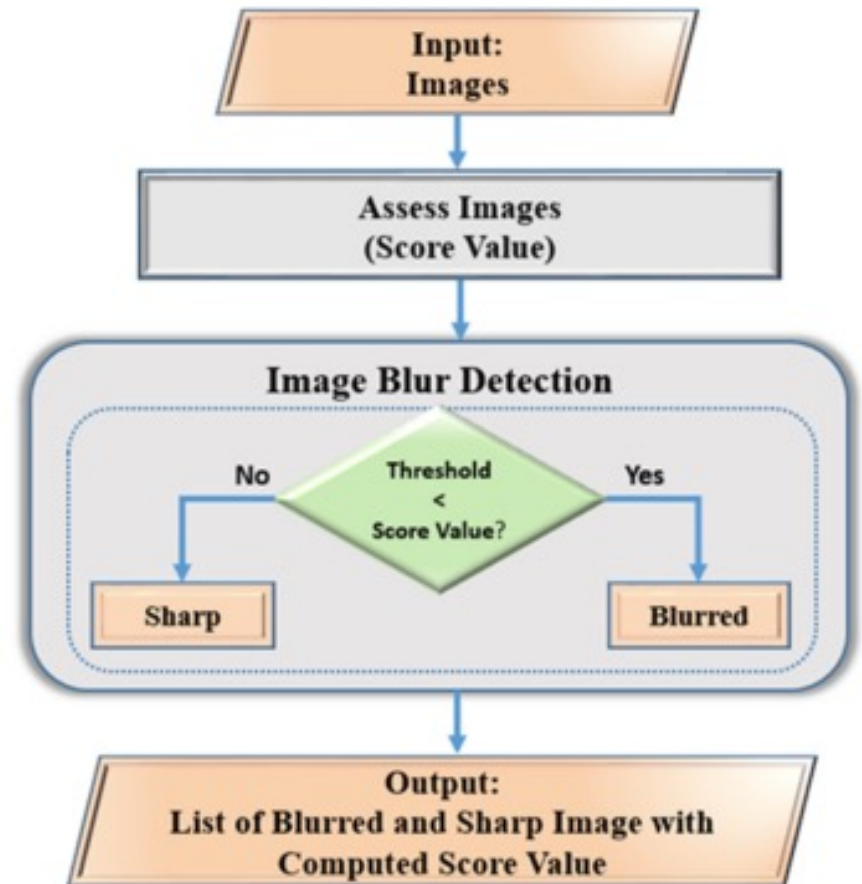 Input:
Images
Assess Images
(Score Value)
Image Blur Detection
No
Threshold
<
Score Value?
Yes
Sharp
Blurred
Output:
List of Blurred and Sharp Image with
Computed Score Value